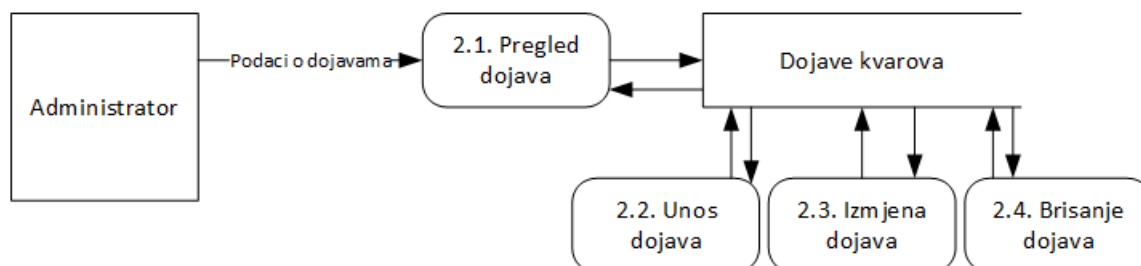 Administrator
Podaci o dojavama
2.1. Pregled
dojava
Dojave kvarova
2.2. Unos
dojava
2.3. Izmjena
dojava
2.4. Brisanje
dojava